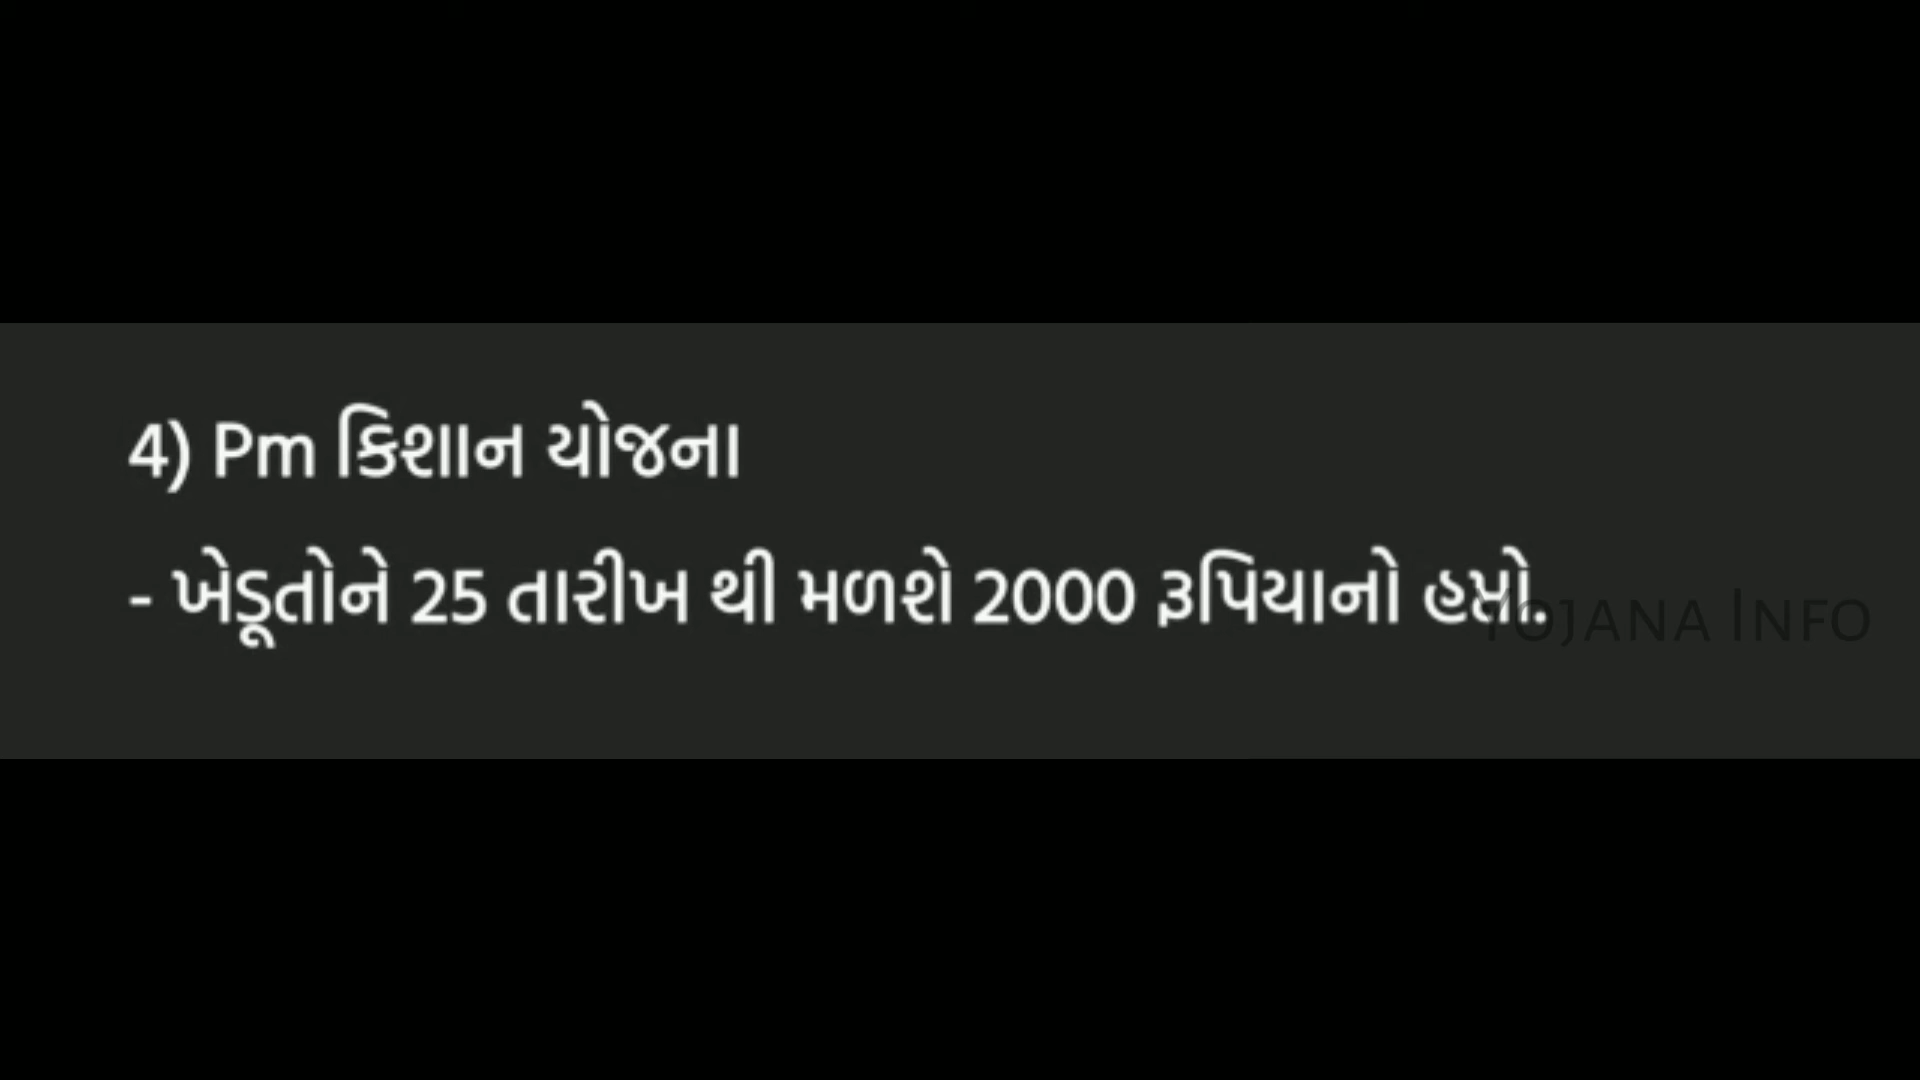 4) Pm કિશાન યોજના
- ખેડૂતોને 25 તારીખ થી મળશે 2000 રૂપિયાનો હપ્તો.
Yojana Info